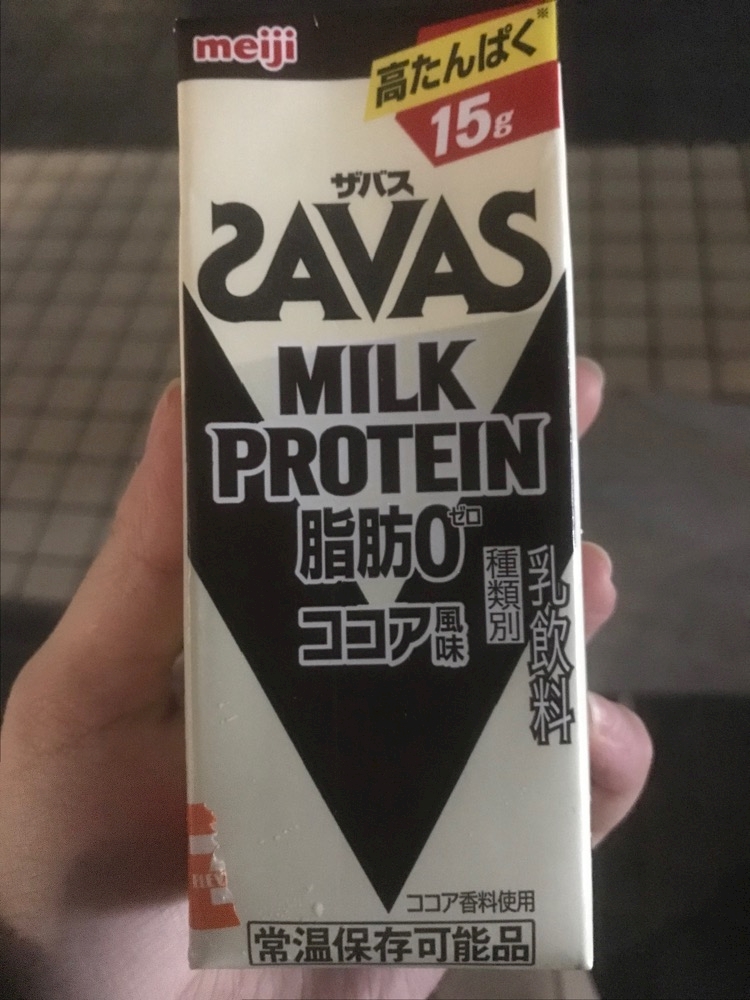 meiji
高たんぱく※
15g
ザバス
SAVAS
MILK
PROTEIN
脂肪0ゼロ
ココア風味
種類別
乳飲料
ココア香料使用
常温保存可能品